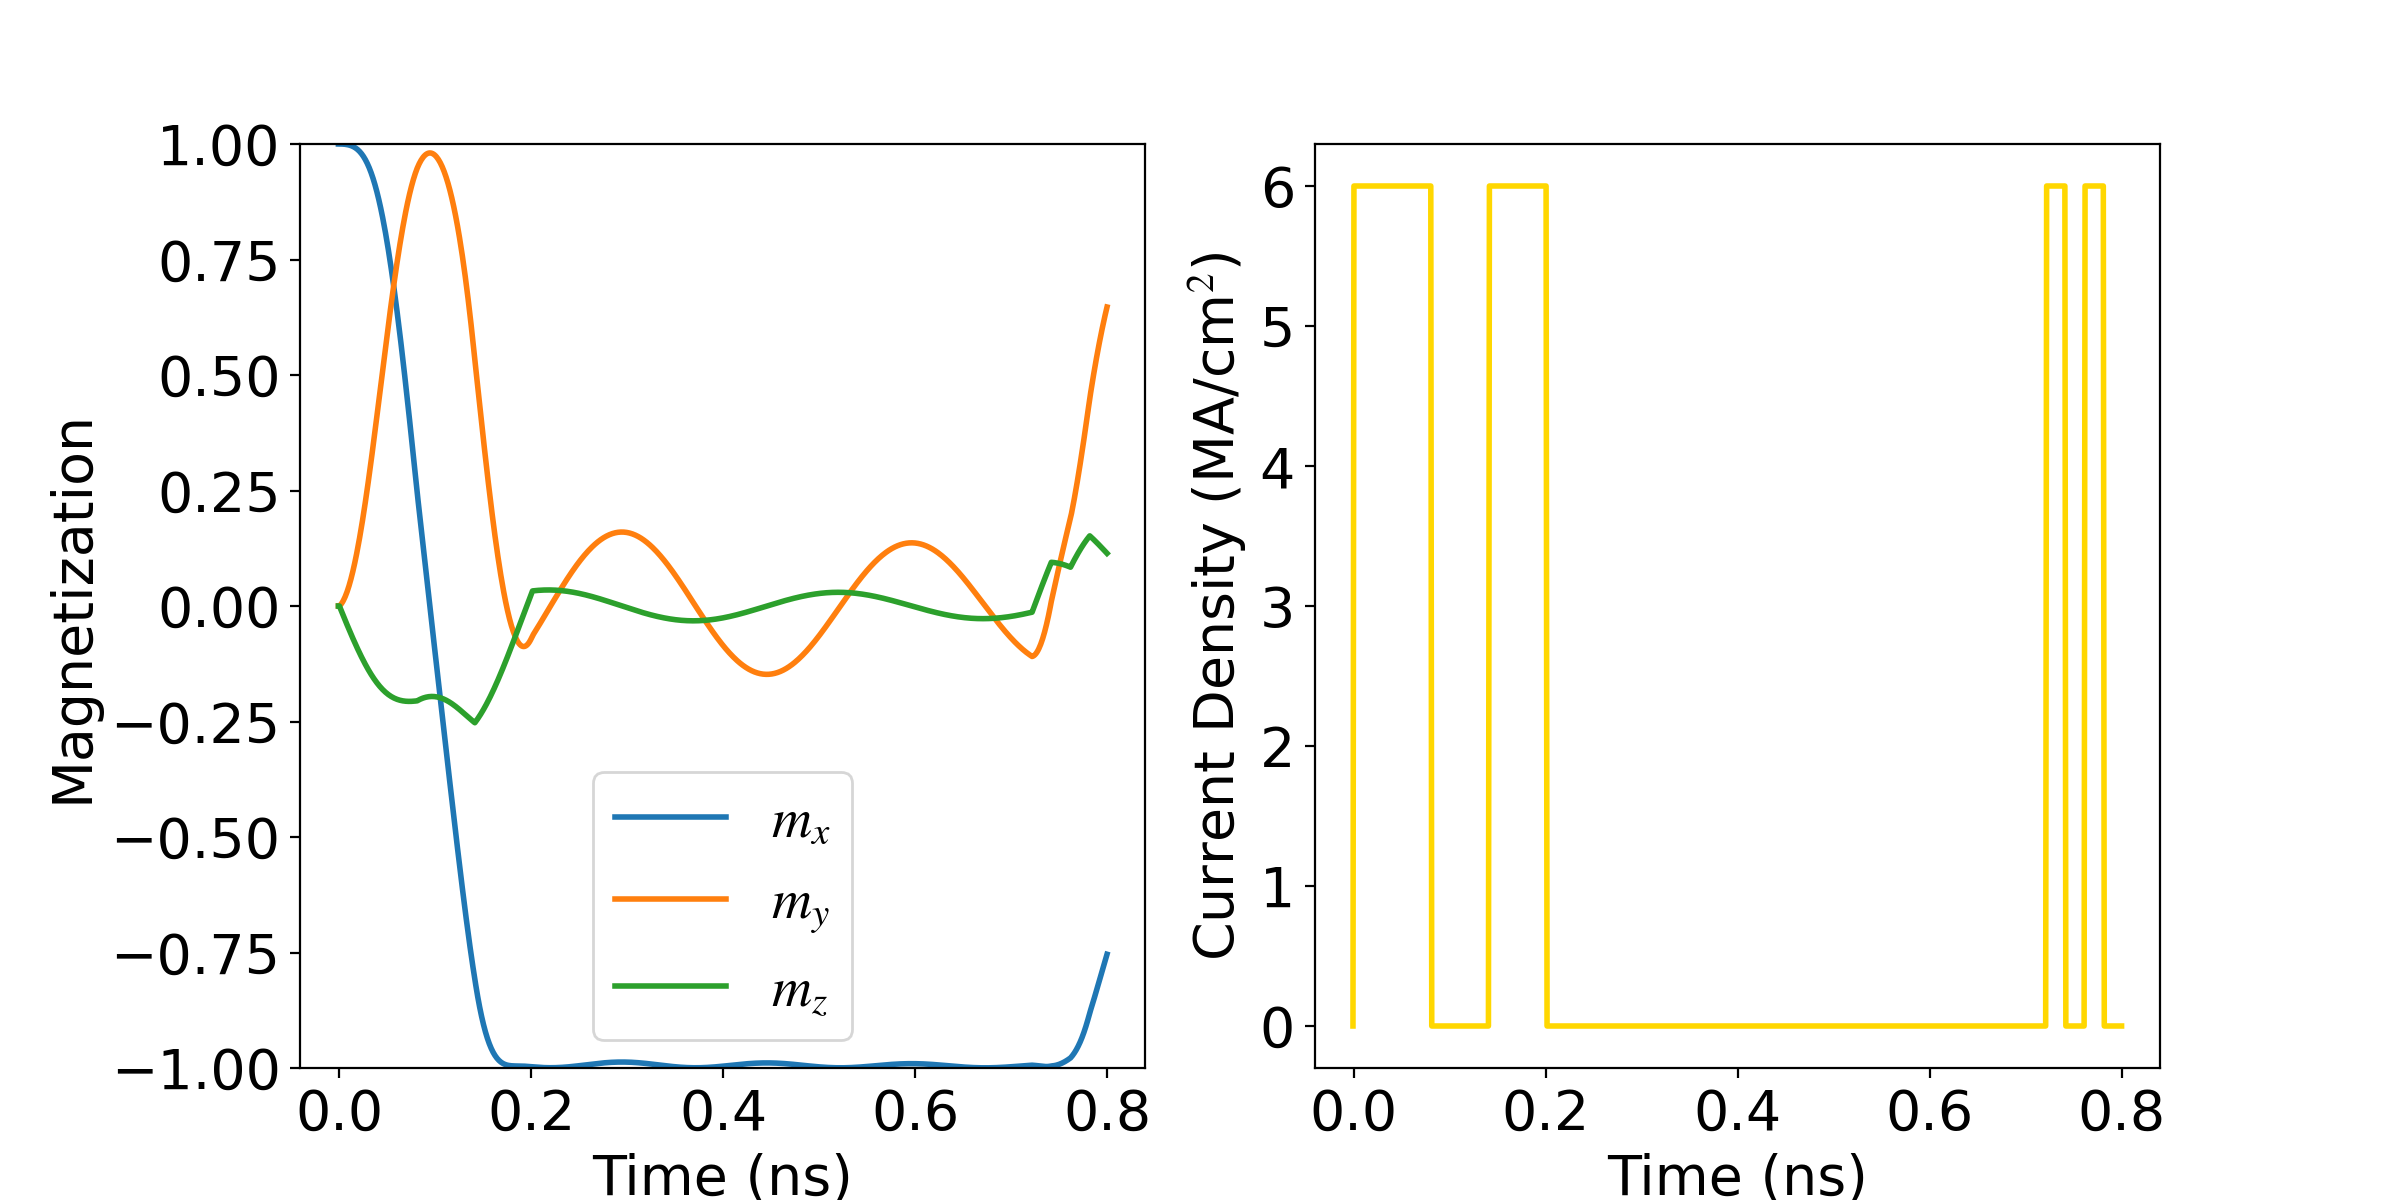 Magnetization
1.00
0.75
0.50
0.25
0.00
−0.25
−0.50
−0.75
−1.00
0.0 0.2 0.4 0.6 0.8
Time (ns)
m_x
m_y
m_z
Current Density (MA/cm²)
6
5
4
3
2
1
0
0.0 0.2 0.4 0.6 0.8
Time (ns)